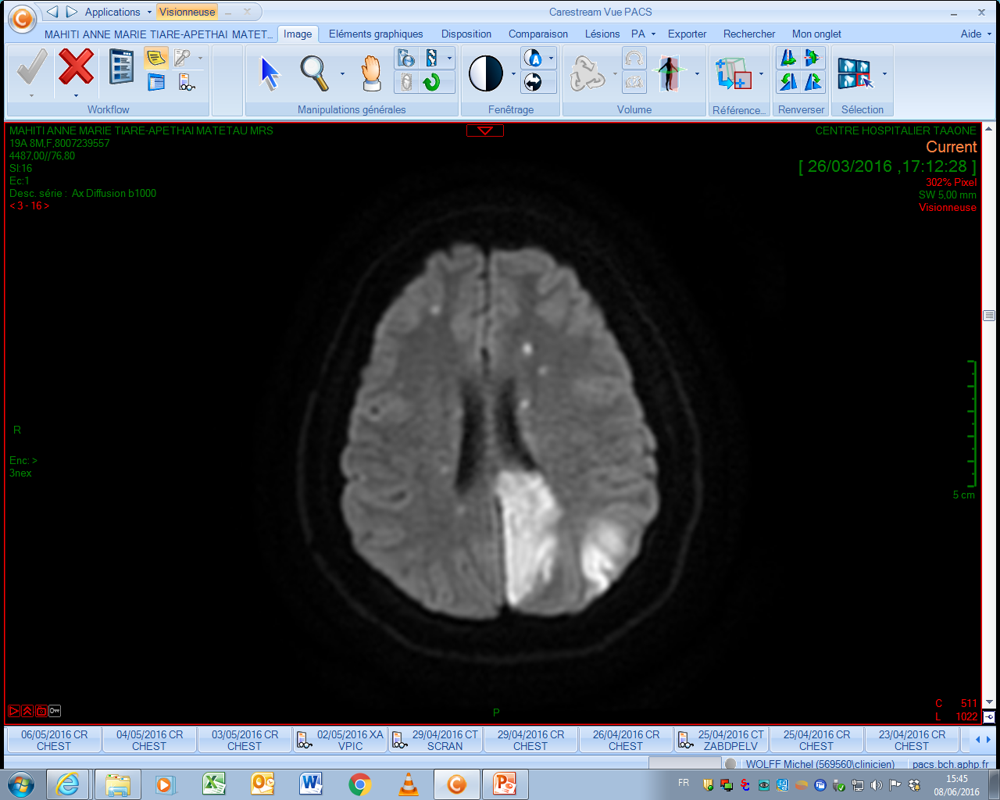 Carestream Vue PACS
Applications
Visionneuse
MAHITI ANNE MARIE TIARE-APETHAI MATET...
Image
Eléments graphiques
Disposition
Comparaison
Lésions
PA
Exporter
Rechercher
Mon onglet
Aide
Workflow
Manipulations générales
Fenêtrage
Volume
Référence...
Renverser
Sélection
MAHITI ANNE MARIE TIARE-APETHAI MATETAU MRS
19A 8M,F,8007239557
4487,00//76,80
SI:16
Ec:1
Desc. série : Ax Diffusion b1000
< 3 - 16 >
CENTRE HOSPITALIER TAAONE
Current
[ 26/03/2016 ,17:12:28 ]
302% Pixel
SW 5,00 mm
Visionneuse
R
Enc: >
3nex
5 cm
P
C 511
L 1022
06/05/2016 CR
CHEST
04/05/2016 CR
CHEST
03/05/2016 CR
CHEST
02/05/2016 XA
VPIC
29/04/2016 CT
SCRAN
29/04/2016 CR
CHEST
26/04/2016 CR
CHEST
25/04/2016 CT
ZABDPELV
25/04/2016 CR
CHEST
23/04/2016 CR
CHEST
WOLFF Michel (569560\clinicien)
pacs.bch.aphp.fr
FR
15:45
08/06/2016